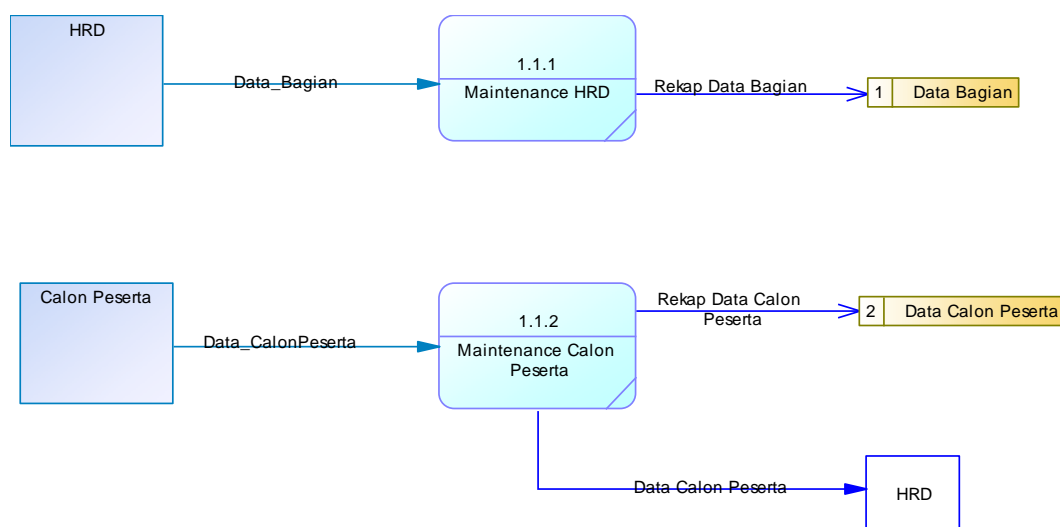 HRD
1.1.1
Data_Bagian
Maintenance HRD
Rekap Data Bagian
1
Data Bagian
Calon Peserta
1.1.2
Data_CalonPeserta
Maintenance Calon
Peserta
Rekap Data Calon
Peserta
2
Data Calon Peserta
Data Calon Peserta
HRD